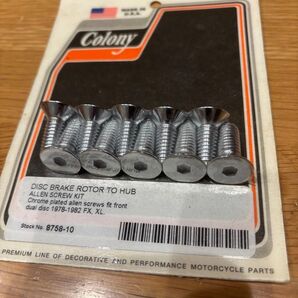 MADE IN
U.S.A.
Colony
DISC BRAKE ROTOR TO HUB
ALLEN SCREW KIT
Chrome plated allen screws fit front
dual disc 1978-1982 FX, XL.
Stock No. 8758-10
PREMIUM LINE OF DECORATIVE AND PERFORMANCE MOTORCYCLE PARTS